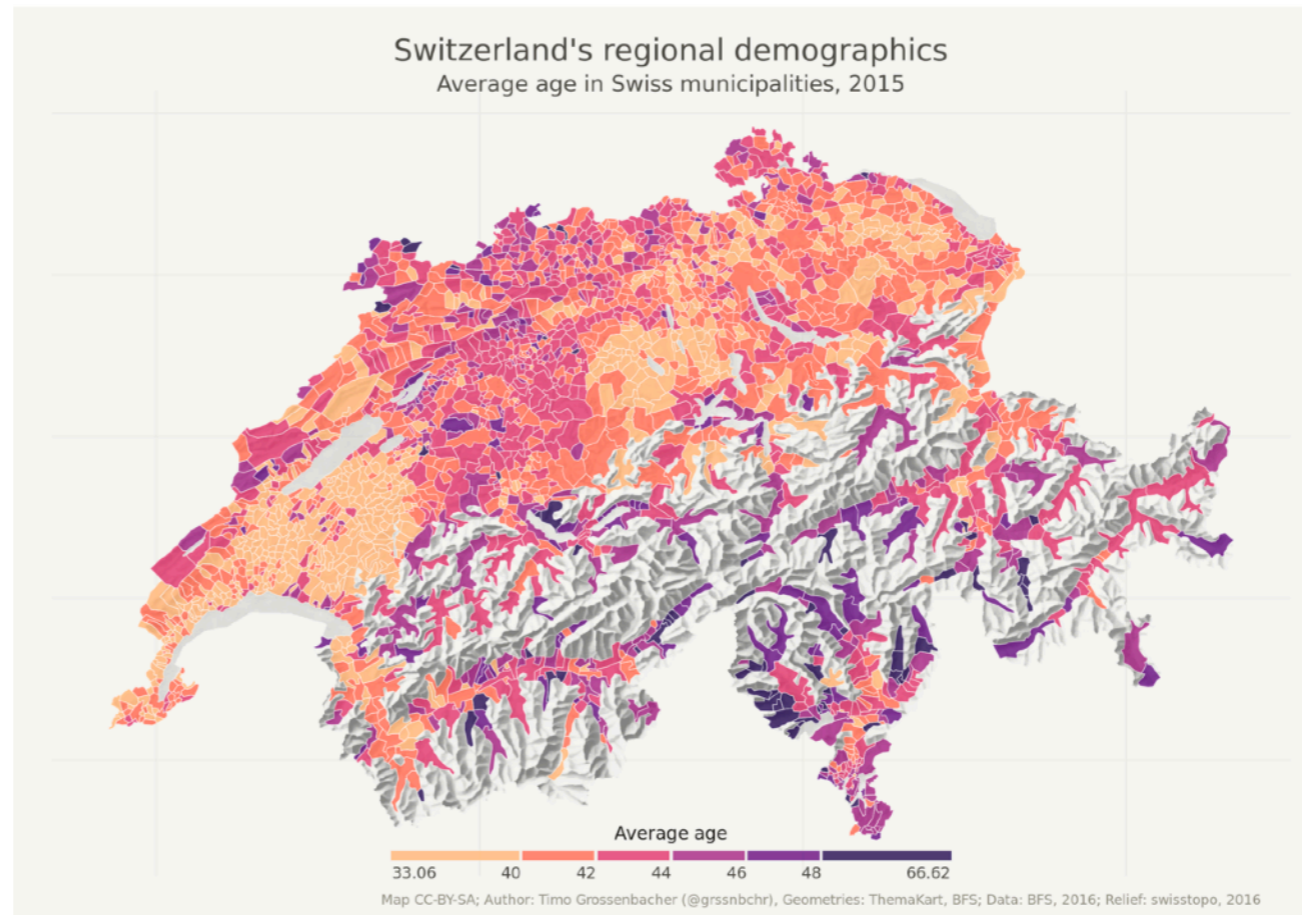 Switzerland's regional demographics
Average age in Swiss municipalities, 2015
Average age
33.06 40 42 44 46 48 66.62
Map CC-BY-SA; Author: Timo Grossenbacher (@grssnbchr), Geometries: ThemaKart, BFS; Data: BFS, 2016; Relief: swisstopo, 2016